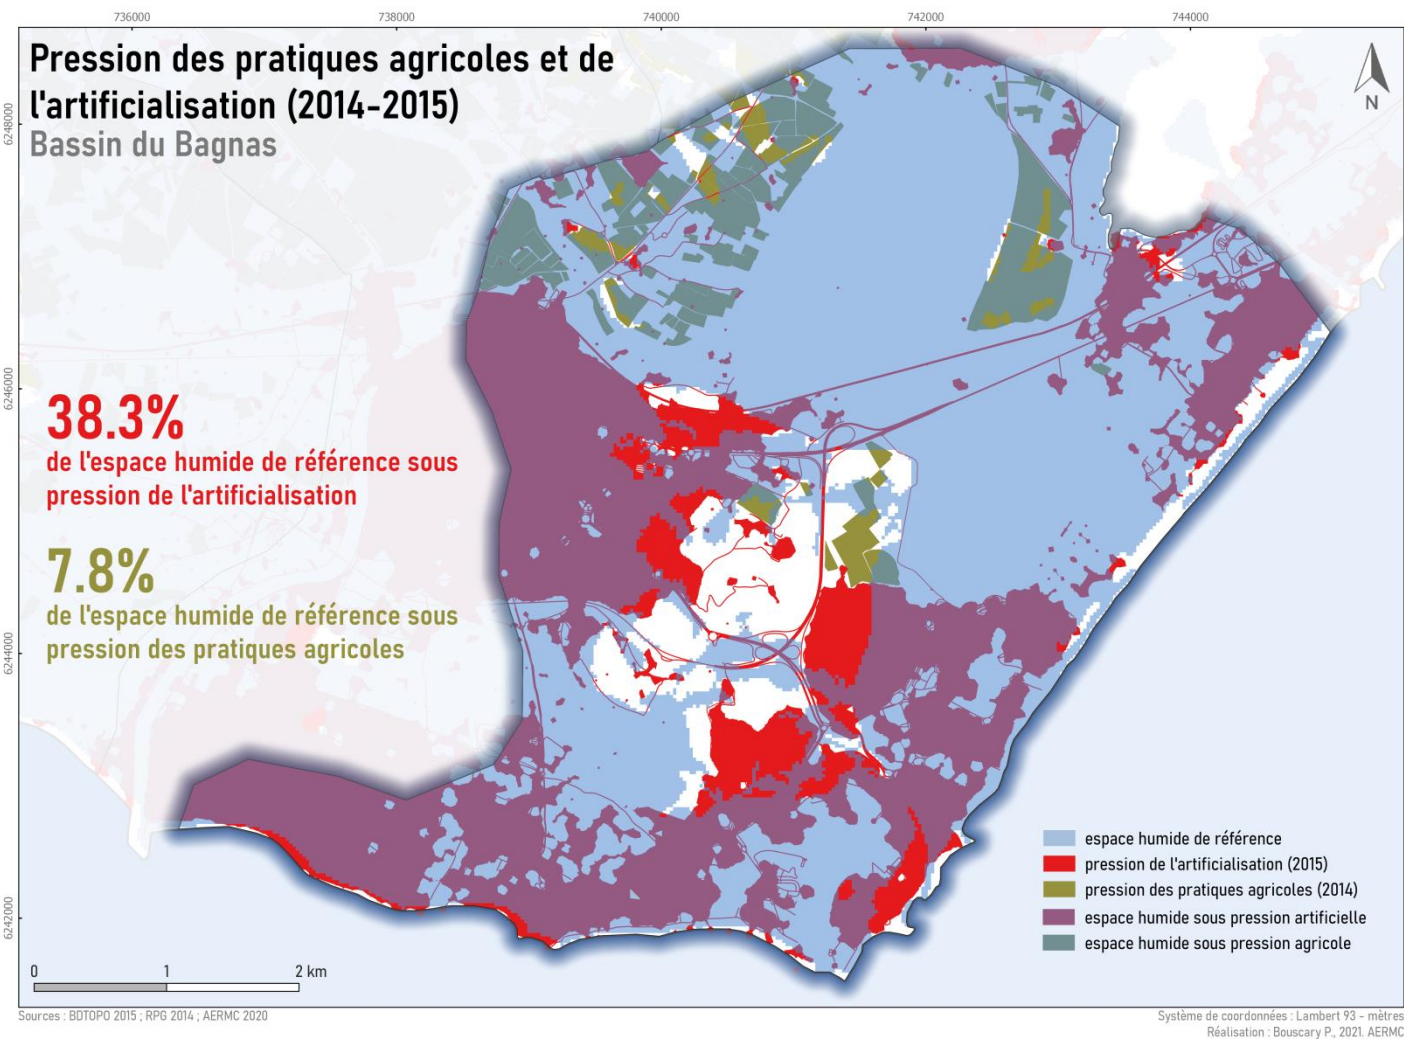 736000
738000
740000
742000
744000
Pression des pratiques agricoles et de
l'artificialisation (2014-2015)
Bassin du Bagnas
N
6248000
6246000
6244000
6242000
38.3%
de l'espace humide de référence sous
pression de l'artificialisation
7.8%
de l'espace humide de référence sous
pression des pratiques agricoles
espace humide de référence
pression de l'artificialisation (2015)
pression des pratiques agricoles (2014)
espace humide sous pression artificielle
espace humide sous pression agricole
0 1 2 km
Sources : BDTOPO 2015 ; RPG 2014 ; AERMC 2020
Système de coordonnées : Lambert 93 - mètres
Réalisation : Bouscary P., 2021. AERMC